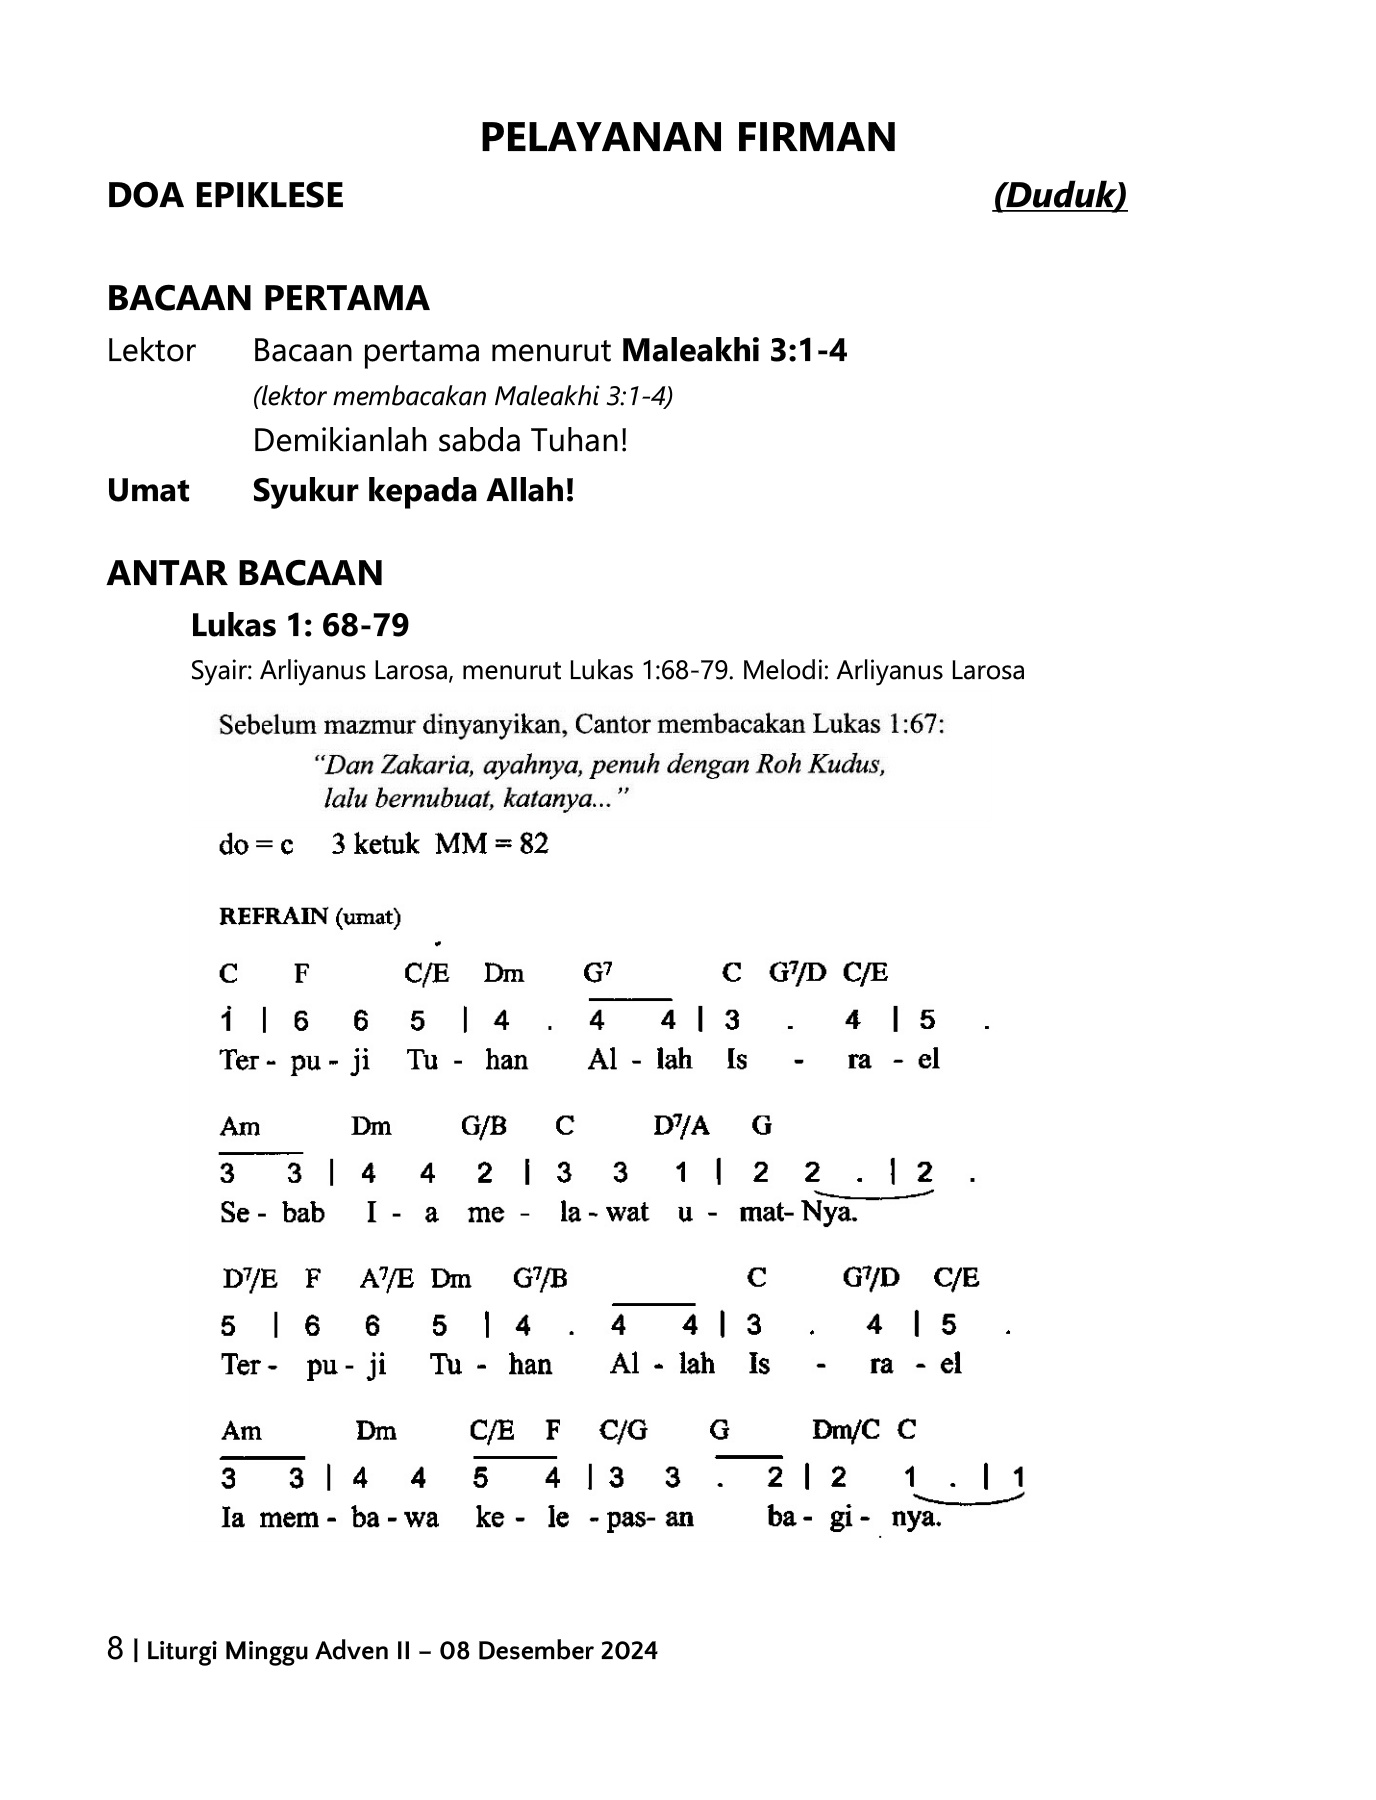 PELAYANAN FIRMAN
DOA EPIKLESE (Duduk)
BACAAN PERTAMA
Lektor Bacaan pertama menurut Maleakhi 3:1-4
(lektor membacakan Maleakhi 3:1-4)
Demikianlah sabda Tuhan!
Umat Syukur kepada Allah!
ANTAR BACAAN
Lukas 1: 68-79
Syair: Arliyanus Larosa, menurut Lukas 1:68-79. Melodi: Arliyanus Larosa
Sebelum mazmur dinyanyikan, Cantor membacakan Lukas 1:67:
“Dan Zakaria, ayahnya, penuh dengan Roh Kudus,
lalu bernubuat, katanya...”
do = c 3 ketuk MM = 82
REFRAIN (umat)
C F C/E Dm G⁷ C G⁷/D C/E
1̇ | 6 6 5 | 4 . 4 4 | 3 . 4 | 5 .
Ter - pu - ji Tu - han Al - lah Is - ra - el
Am Dm G/B C D⁷/A G
3 3 | 4 4 2 | 3 3 1 | 2 2 . | 2 .
Se - bab I - a me - la - wat u - mat- Nya.
D⁷/E F A⁷/E Dm G⁷/B C G⁷/D C/E
5 | 6 6 5 | 4 . 4 4 | 3 . 4 | 5 .
Ter - pu - ji Tu - han Al - lah Is - ra - el
Am Dm C/E F C/G G Dm/C C
3 3 | 4 4 5 4 | 3 3 . 2 | 2 1 . | 1
Ia mem - ba - wa ke - le - pas- an ba - gi - nya.
8 | Liturgi Minggu Adven II – 08 Desember 2024